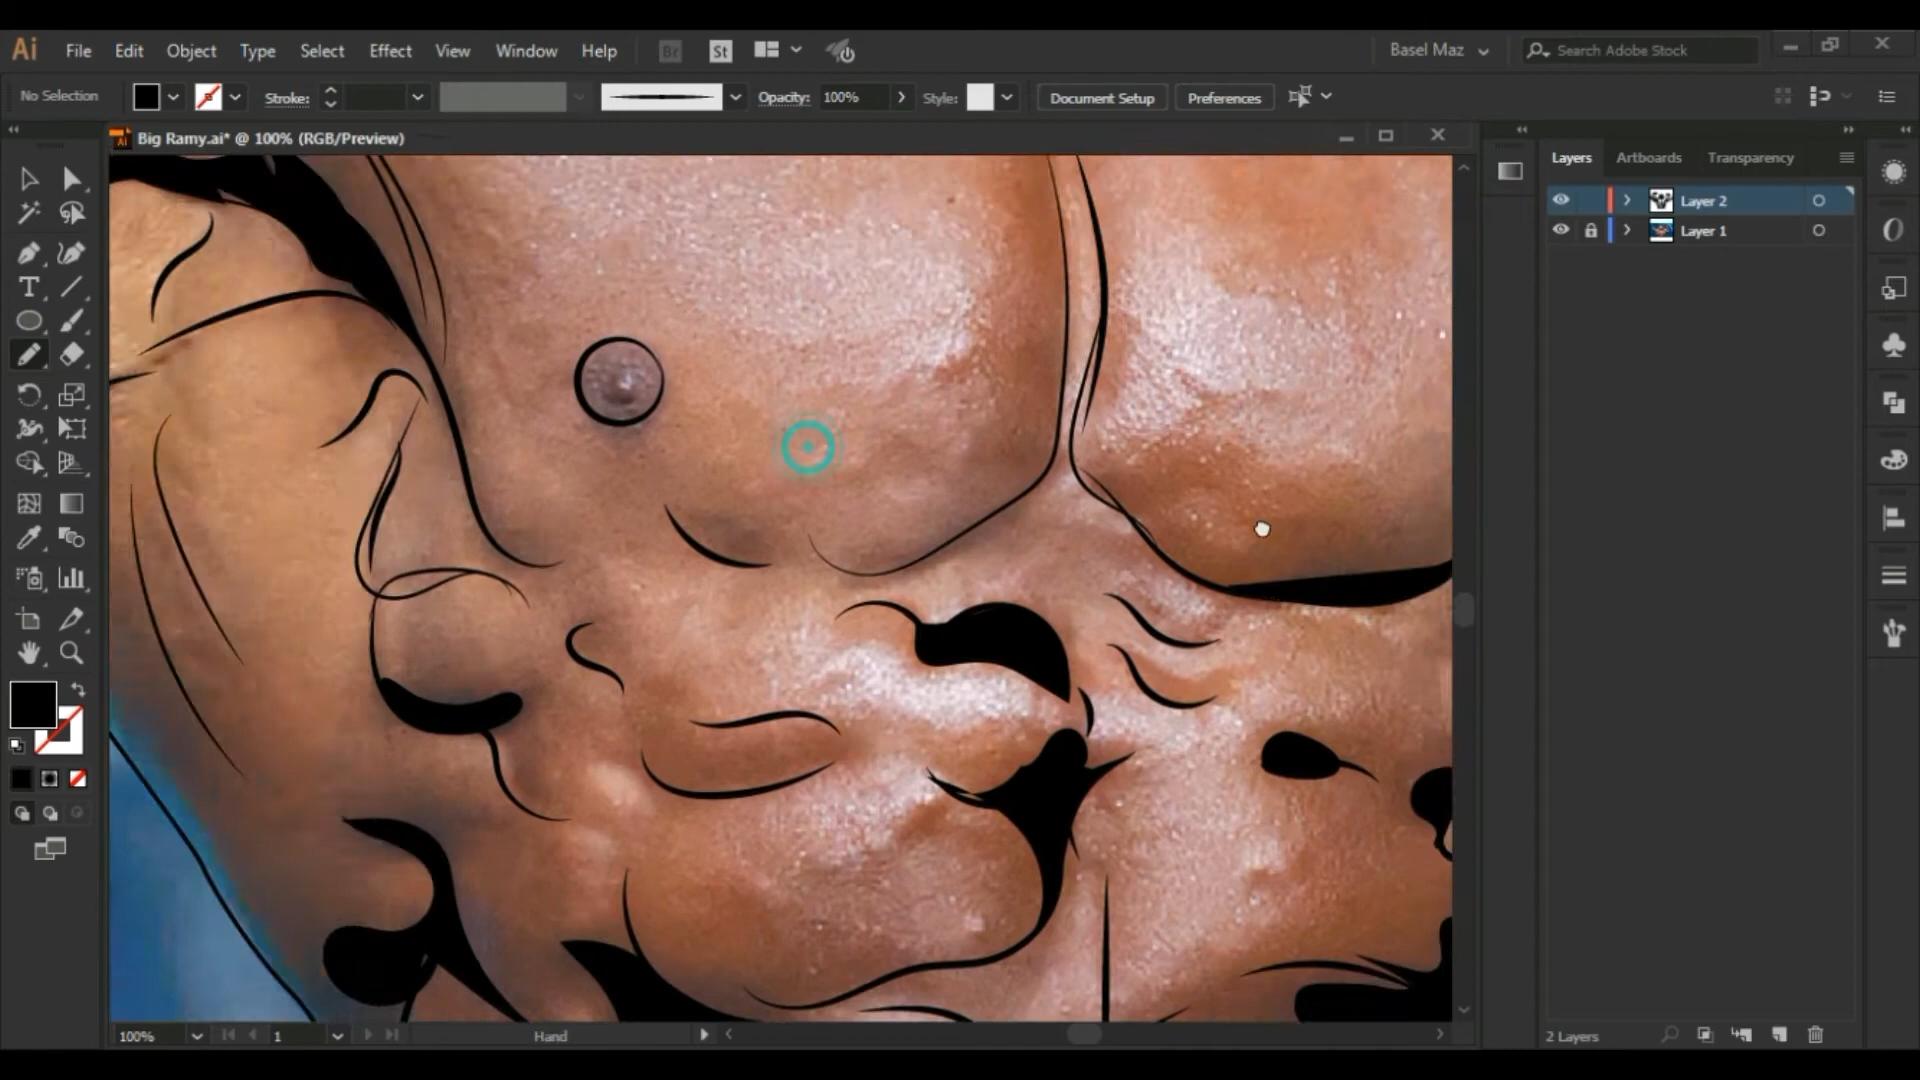 Ai File Edit Object Type Select Effect View Window Help Br St Basel Maz Search Adobe Stock
No Selection Stroke: Opacity: 100% Style: Document Setup Preferences
Big Ramy.ai* @ 100% (RGB/Preview)
Layers Artboards Transparency
Layer 2
Layer 1
100% 1 Hand
2 Layers